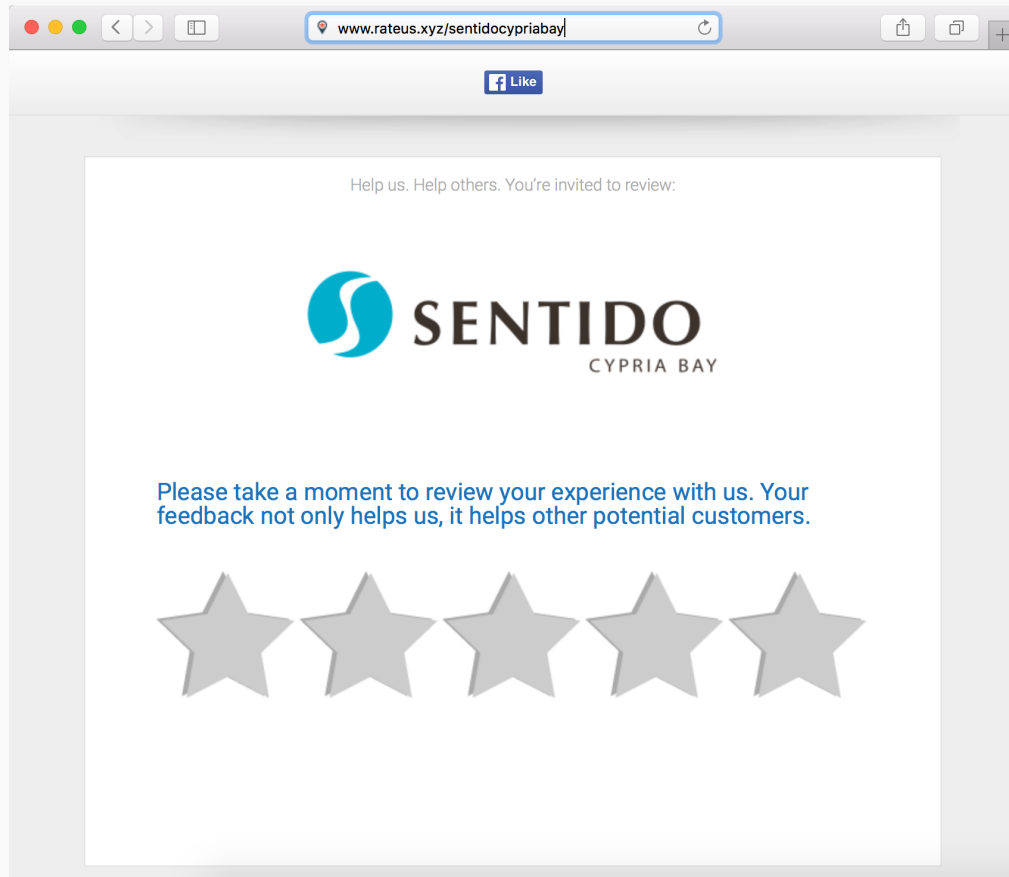 www.rateus.xyz/sentidocypriabay
Like
Help us. Help others. You’re invited to review:
SENTIDO
CYPRIA BAY
Please take a moment to review your experience with us. Your
feedback not only helps us, it helps other potential customers.